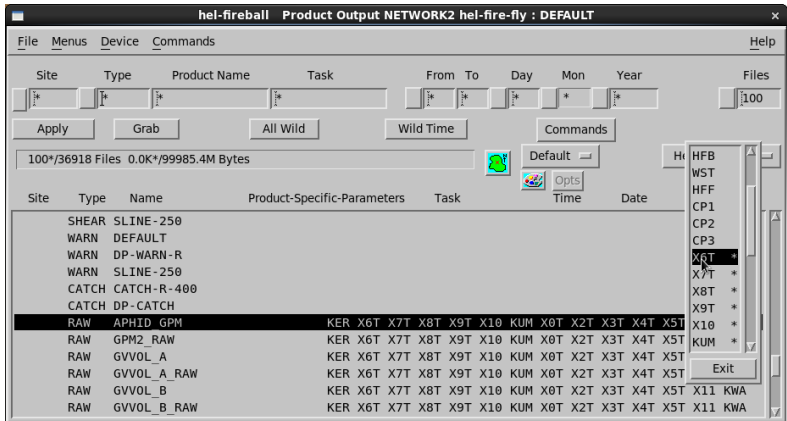 hel-fireball Product Output NETWORK2 hel-fire-fly : DEFAULT
File Menus Device Commands Help
Site Type Product Name Task From To Day Mon Year Files
* * * * * * * * * 100
Apply Grab All Wild Wild Time Commands
100*/36918 Files 0.0K*/99985.4M Bytes Default He
Opts
Site Type Name Product-Specific-Parameters Task Time Date
SHEAR SLINE-250
WARN DEFAULT
WARN DP-WARN-R
WARN SLINE-250
CATCH CATCH-R-400
CATCH DP-CATCH
RAW APHID_GPM KER X6T X7T X8T X9T X10 KUM X0T X2T X3T X4T X5T
RAW GPM2_RAW KER X6T X7T X8T X9T X10 KUM X0T X2T X3T X4T X5T
RAW GVVOL_A KER X6T X7T X8T X9T X10 KUM X0T X2T X3T X4T X5T
RAW GVVOL_A_RAW KER X6T X7T X8T X9T X10 KUM X0T X2T X3T X4T X5T
RAW GVVOL_B KER X6T X7T X8T X9T X10 KUM X0T X2T X3T X4T X5T X11 KWA
RAW GVVOL_B_RAW KER X6T X7T X8T X9T X10 KUM X0T X2T X3T X4T X5T X11 KWA
HFB
WST
HFF
CP1
CP2
CP3
X6T *
X7T *
X8T *
X9T *
X10 *
KUM *
Exit